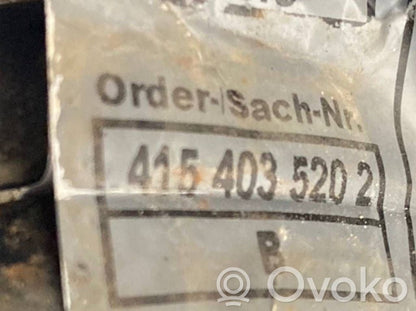 Order-/Sach-Nr.
415 403 520 2
B
Ovoko